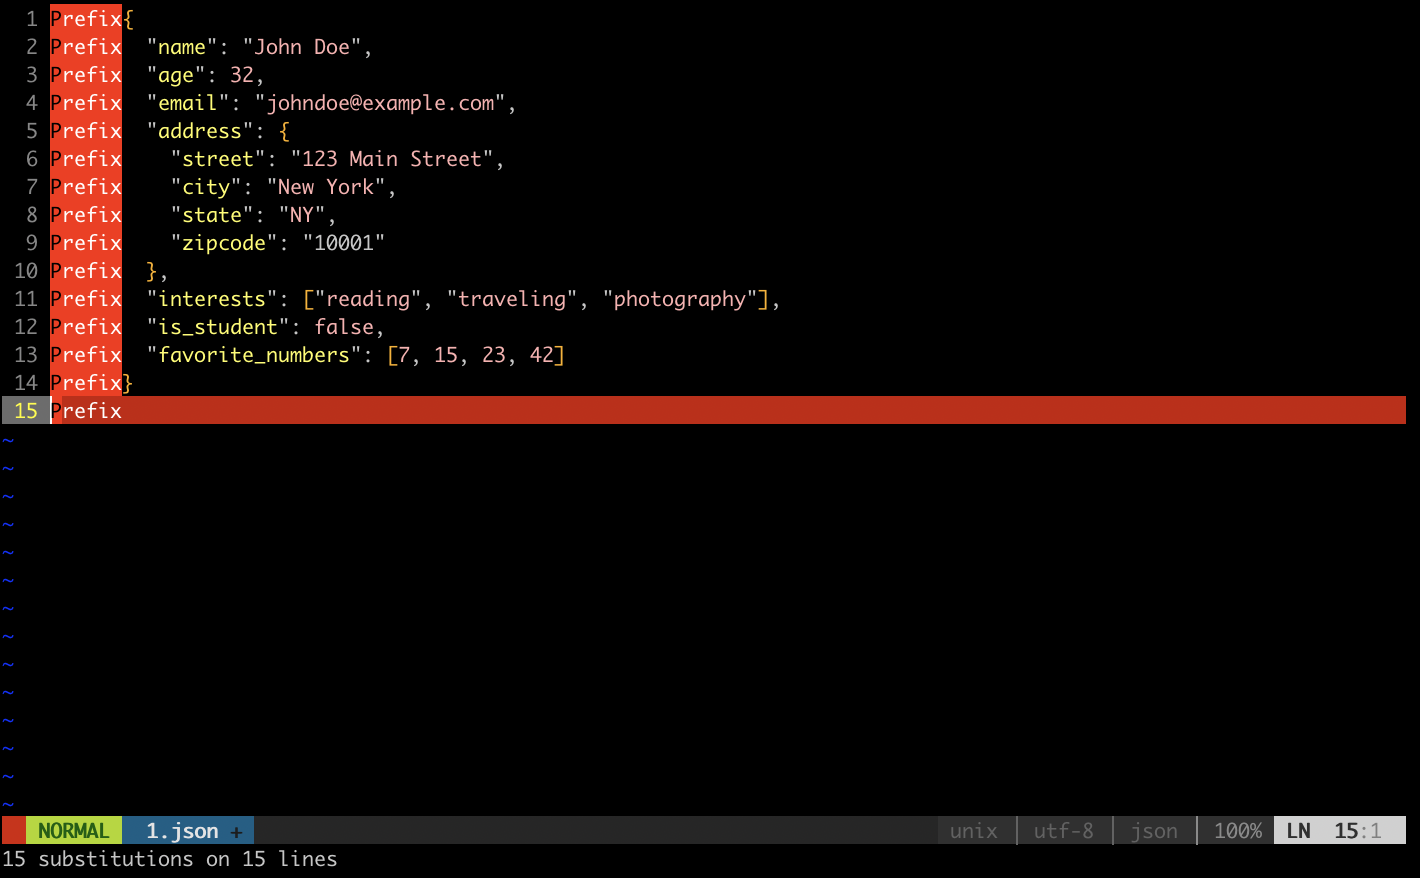 1 Prefix{
2 Prefix  "name": "John Doe",
3 Prefix  "age": 32,
4 Prefix  "email": "johndoe@example.com",
5 Prefix  "address": {
6 Prefix    "street": "123 Main Street",
7 Prefix    "city": "New York",
8 Prefix    "state": "NY",
9 Prefix    "zipcode": "10001"
10 Prefix  },
11 Prefix  "interests": ["reading", "traveling", "photography"],
12 Prefix  "is_student": false,
13 Prefix  "favorite_numbers": [7, 15, 23, 42]
14 Prefix}
15 Prefix
~
~
~
~
~
~
~
~
~
~
~
~
~
~
NORMAL 1.json + unix | utf-8 | json | 100% LN 15:1
15 substitutions on 15 lines